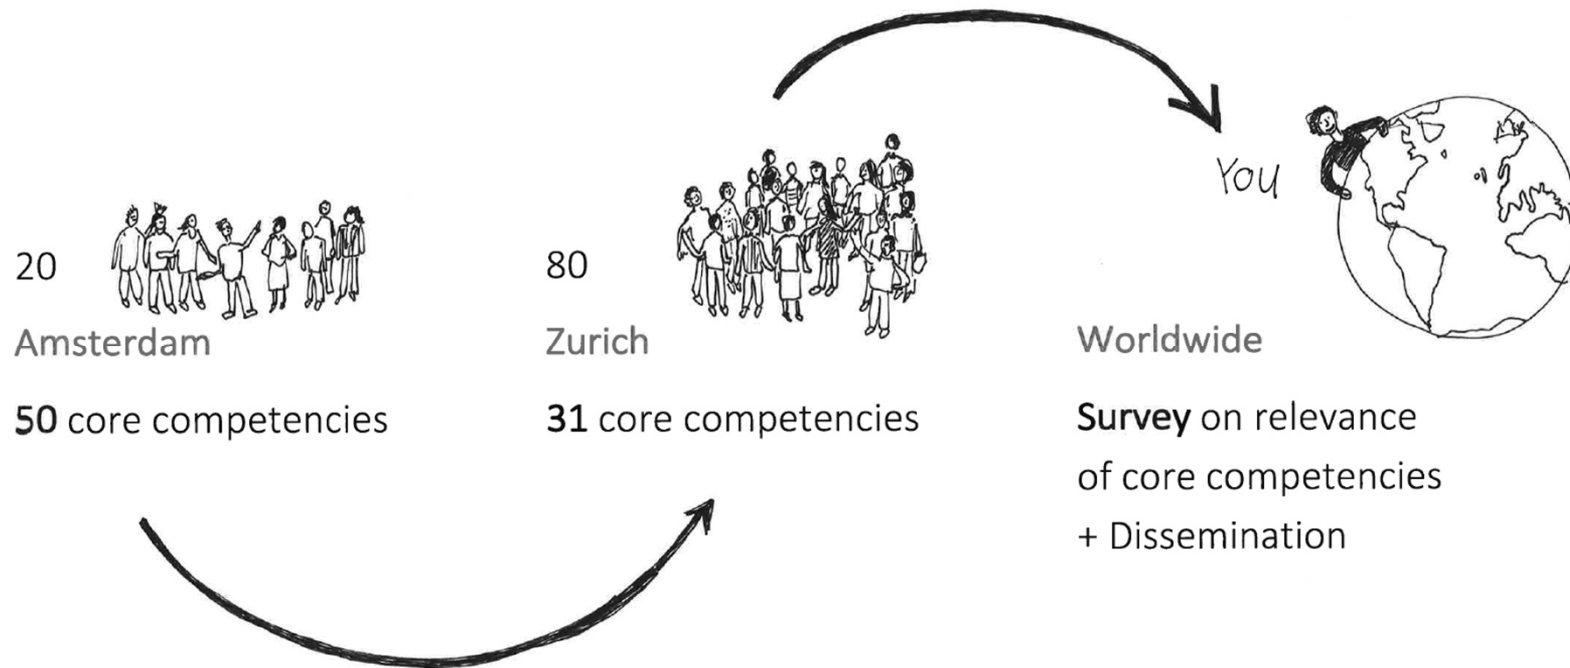 20
Amsterdam
50 core competencies
80
Zurich
31 core competencies
You
Worldwide
Survey on relevance
of core competencies
+ Dissemination